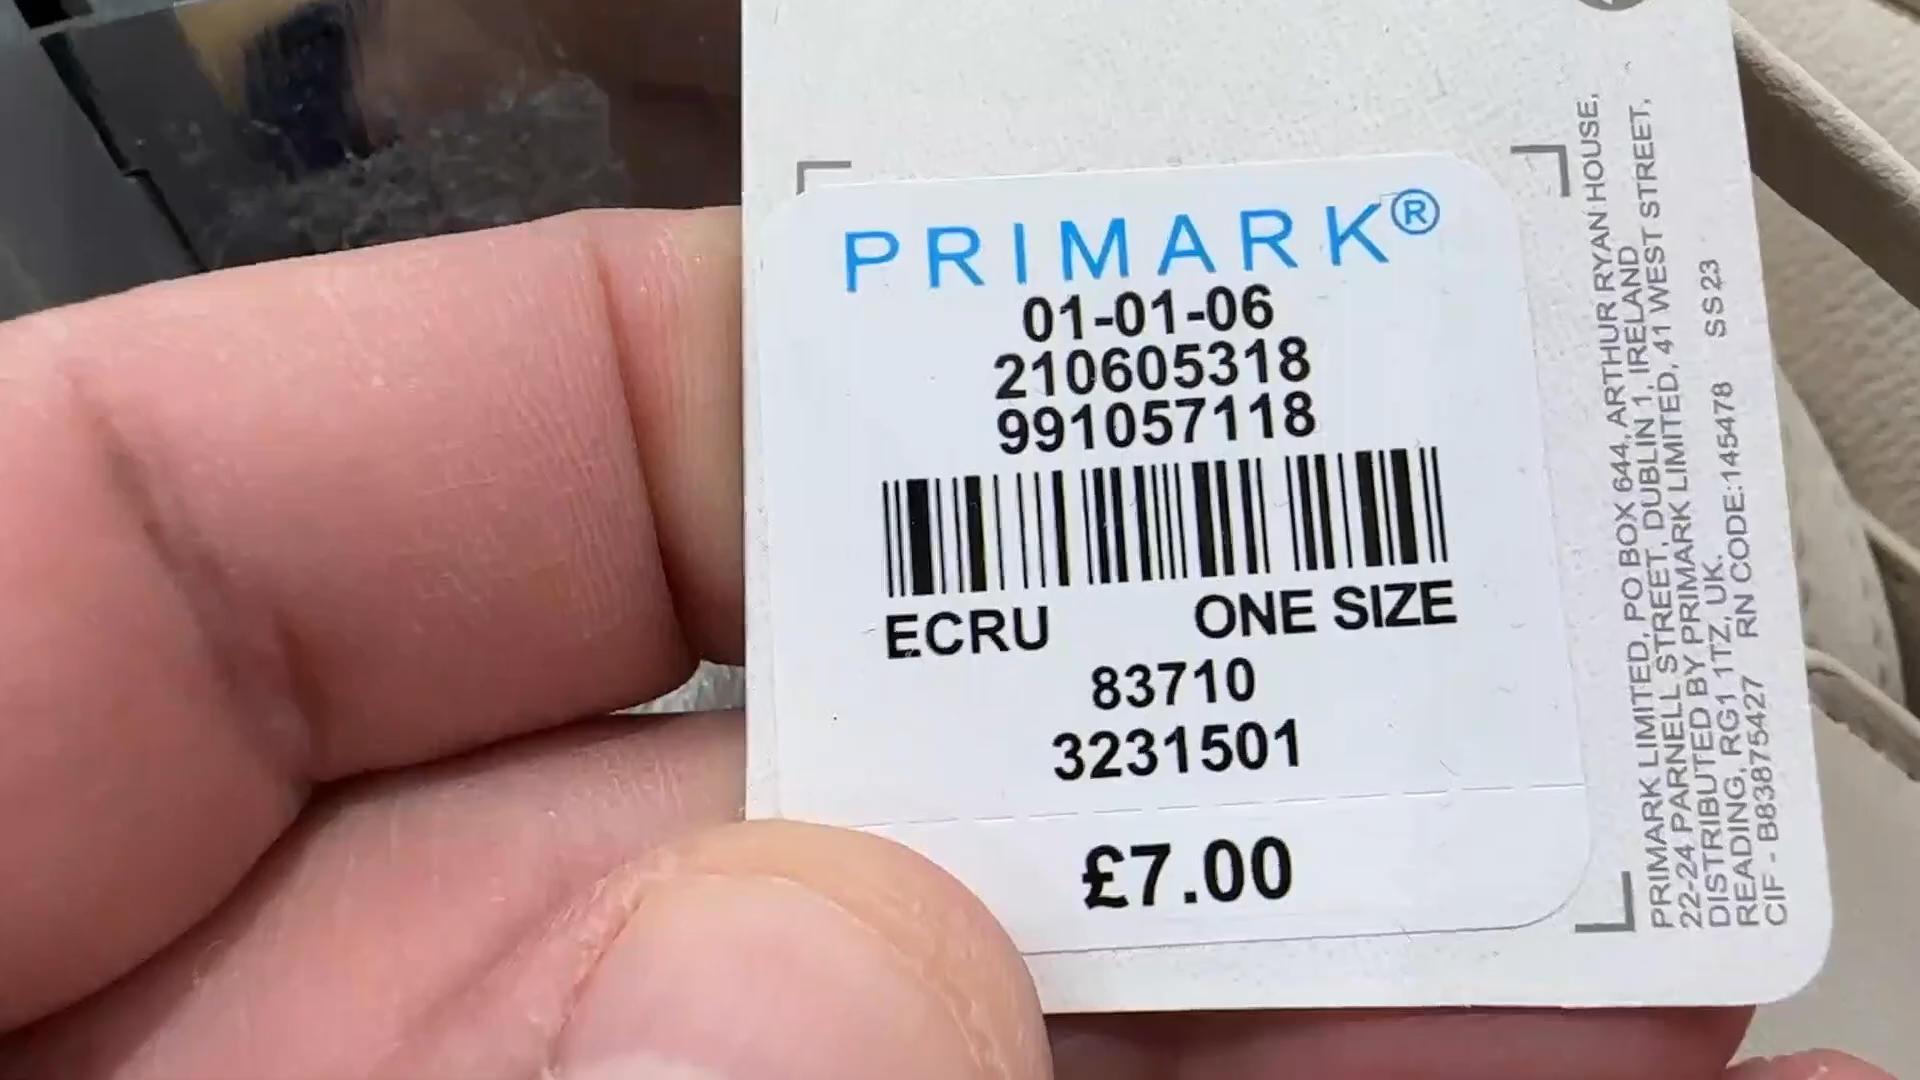 PRIMARK®
01-01-06
210605318
991057118
ECRU ONE SIZE
83710
3231501
£7.00
PRIMARK LIMITED, PO BOX 644, ARTHUR RYAN HOUSE,
22-24 PARNELL STREET, DUBLIN 1, IRELAND
DISTRIBUTED BY PRIMARK LIMITED, 41 WEST STREET,
READING, RG1 1TZ, UK.
CIF - B83875427 RN CODE:145478 SS23